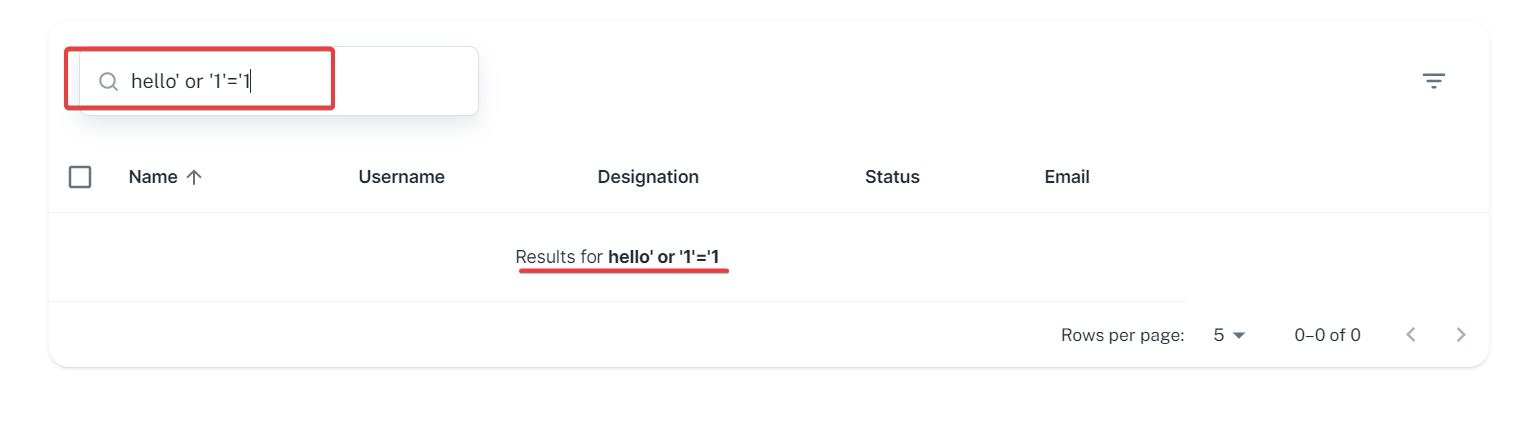 hello' or '1'='1
Name Username Designation Status Email
Results for hello' or '1'='1
Rows per page: 5 0–0 of 0